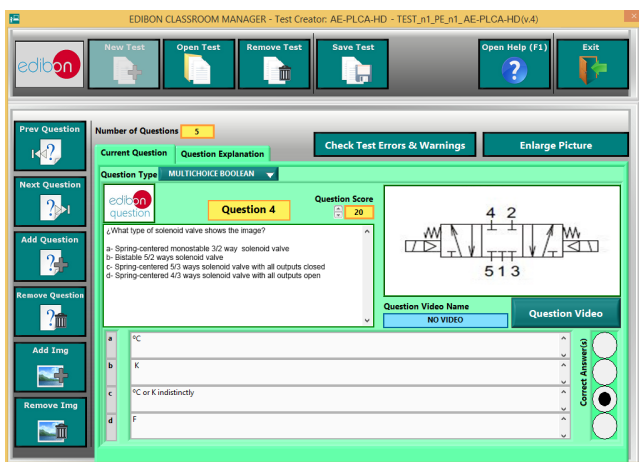 EDIBON CLASSROOM MANAGER - Test Creator: AE-PLCA-HD - TEST_n1_PE_n1_AE-PLCA-HD(v.4)
edibon
New Test
Open Test
Remove Test
Save Test
Open Help (F1)
Exit
Prev Question
Next Question
Add Question
Remove Question
Add Img
Remove Img
Number of Questions 5
Check Test Errors & Warnings
Enlarge Picture
Current Question
Question Explanation
Question Type MULTICHOICE BOOLEAN
edibon
question
Question 4
Question Score
20
¿What type of solenoid valve shows the image?
a- Spring-centered monostable 3/2 way solenoid valve
b- Bistable 5/2 ways solenoid valve
c- Spring-centered 5/3 ways solenoid valve with all outputs closed
d- Spring-centered 4/3 ways solenoid valve with all outputs open
4 2
5 1 3
Question Video Name
NO VIDEO
Question Video
a ºC
b K
c ºC or K indistinctly
d F
Correct Answer(s)